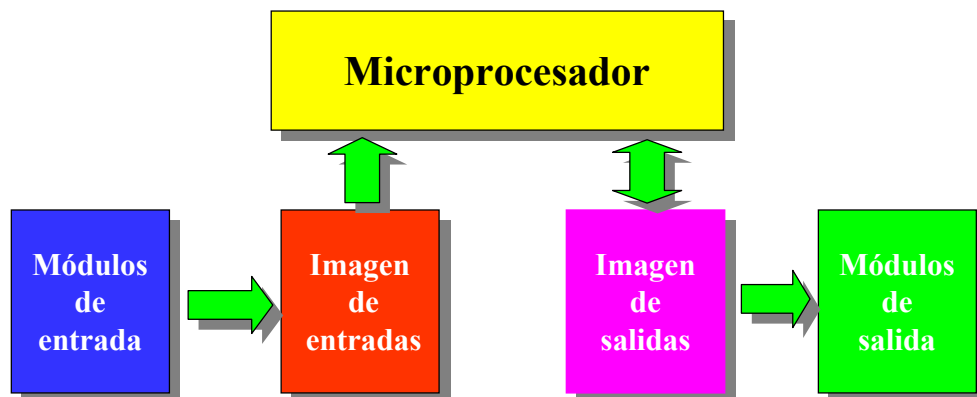 Microprocesador
Módulos
de
entrada
Imagen
de
entradas
Imagen
de
salidas
Módulos
de
salida